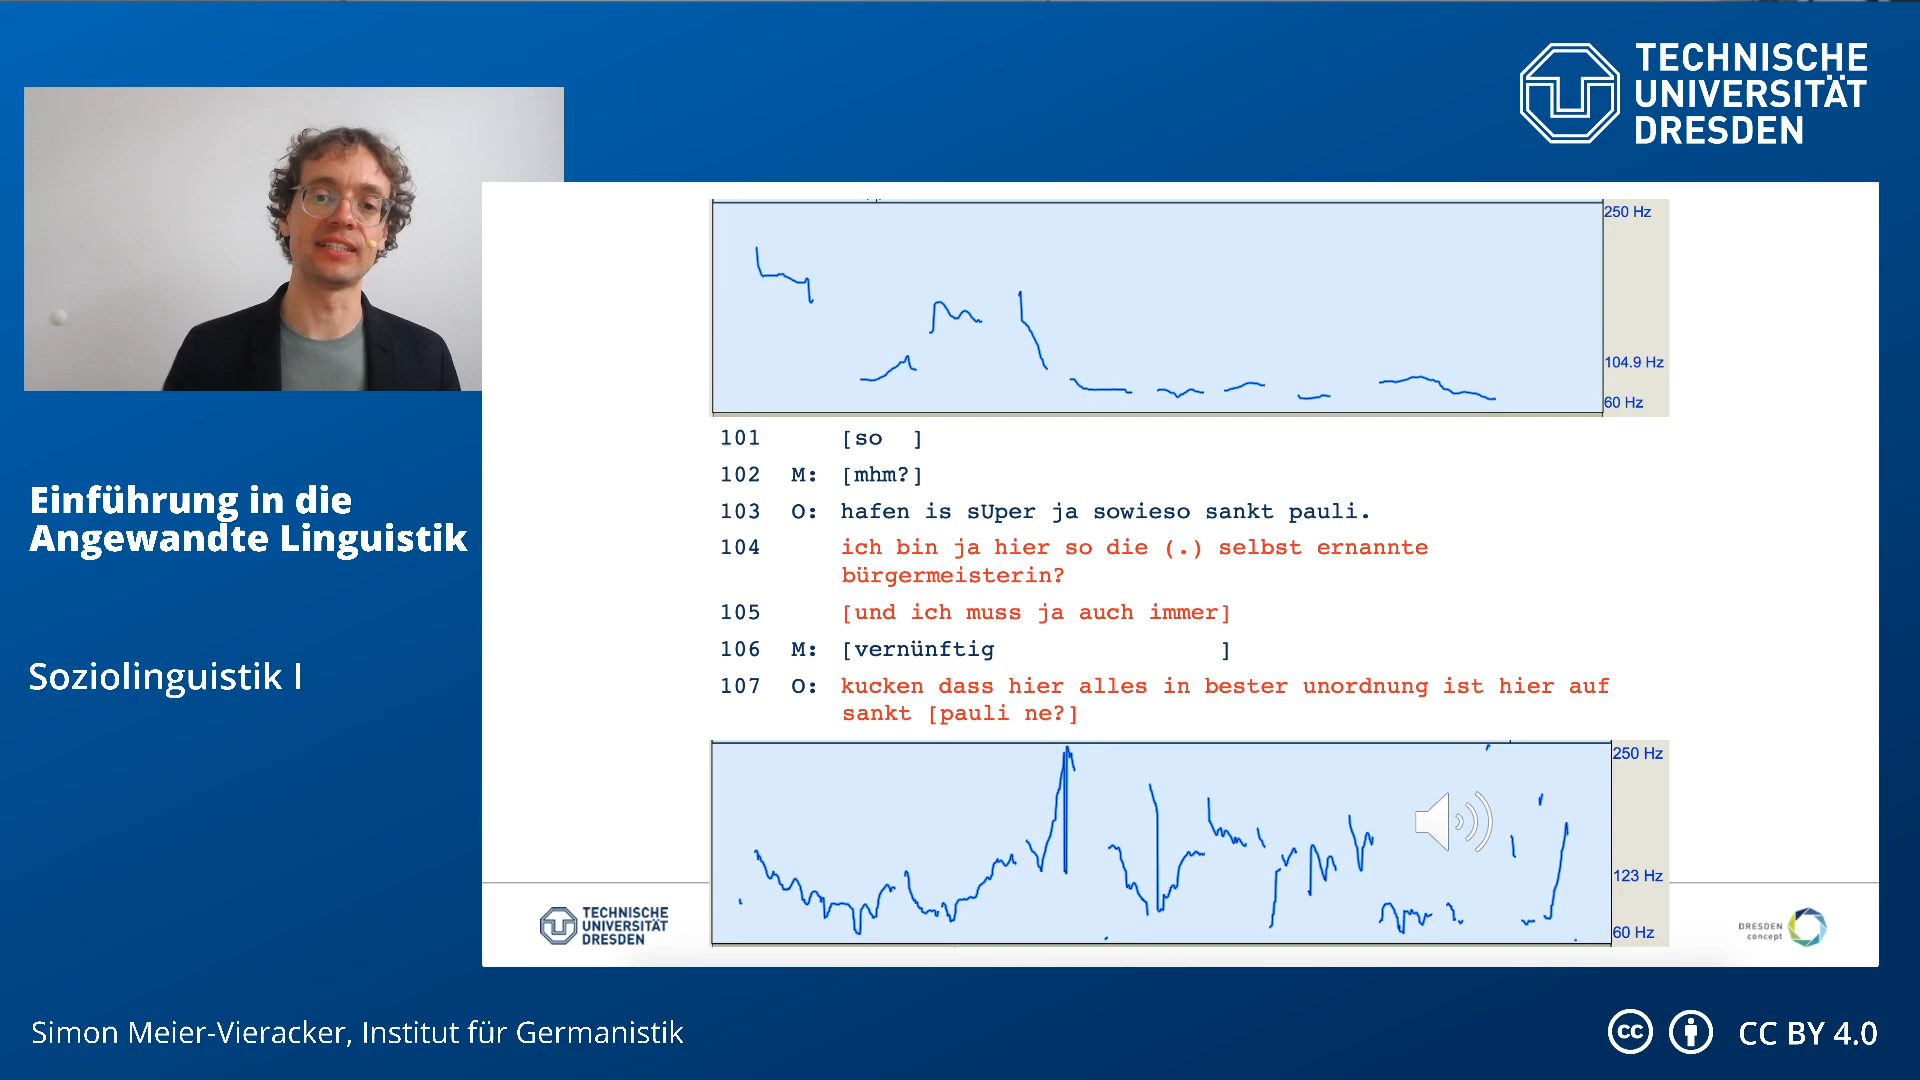 TECHNISCHE
UNIVERSITÄT
DRESDEN
250 Hz
104.9 Hz
60 Hz
101 [so ]
102 M: [mhm?]
103 O: hafen is sUper ja sowieso sankt pauli.
104 ich bin ja hier so die (.) selbst ernannte
bürgermeisterin?
105 [und ich muss ja auch immer]
106 M: [vernünftig ]
107 O: kucken dass hier alles in bester unordnung ist hier auf
sankt [pauli ne?]
250 Hz
123 Hz
60 Hz
TECHNISCHE
UNIVERSITÄT
DRESDEN
DRESDEN
concept
Einführung in die
Angewandte Linguistik
Soziolinguistik I
Simon Meier-Vieracker, Institut für Germanistik
cc CC BY 4.0